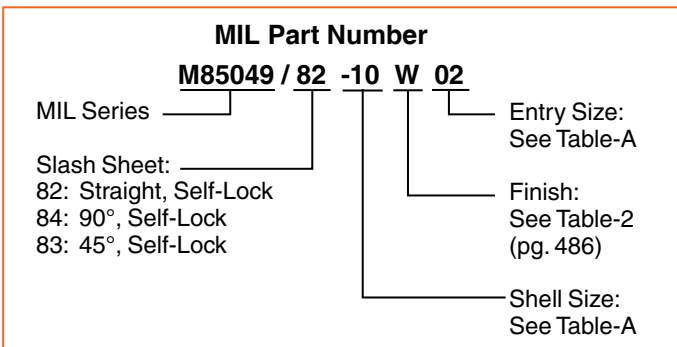 MIL Part Number
M85049 / 82 -10 W 02
MIL Series
Entry Size:
See Table-A
Slash Sheet:
82: Straight, Self-Lock
84: 90°, Self-Lock
83: 45°, Self-Lock
Finish:
See Table-2
(pg. 486)
Shell Size:
See Table-A